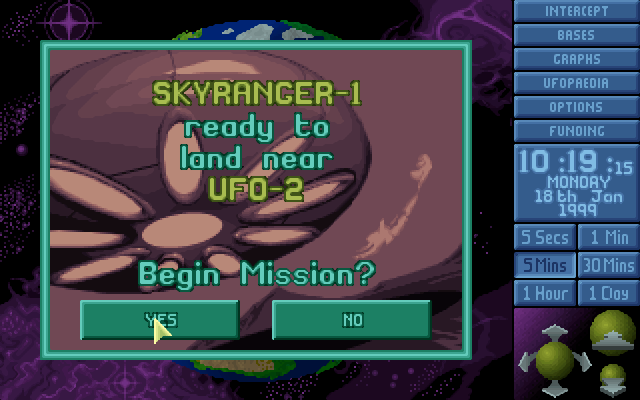 SKYRANGER-1
ready to
land near
UFO-2
Begin Mission?
YES
NO
INTERCEPT
BASES
GRAPHS
UFOPAEDIA
OPTIONS
FUNDING
10 :19 :15
MONDAY
18th Jan
1999
5 Secs
1 Min
5 Mins
30 Mins
1 Hour
1 Day